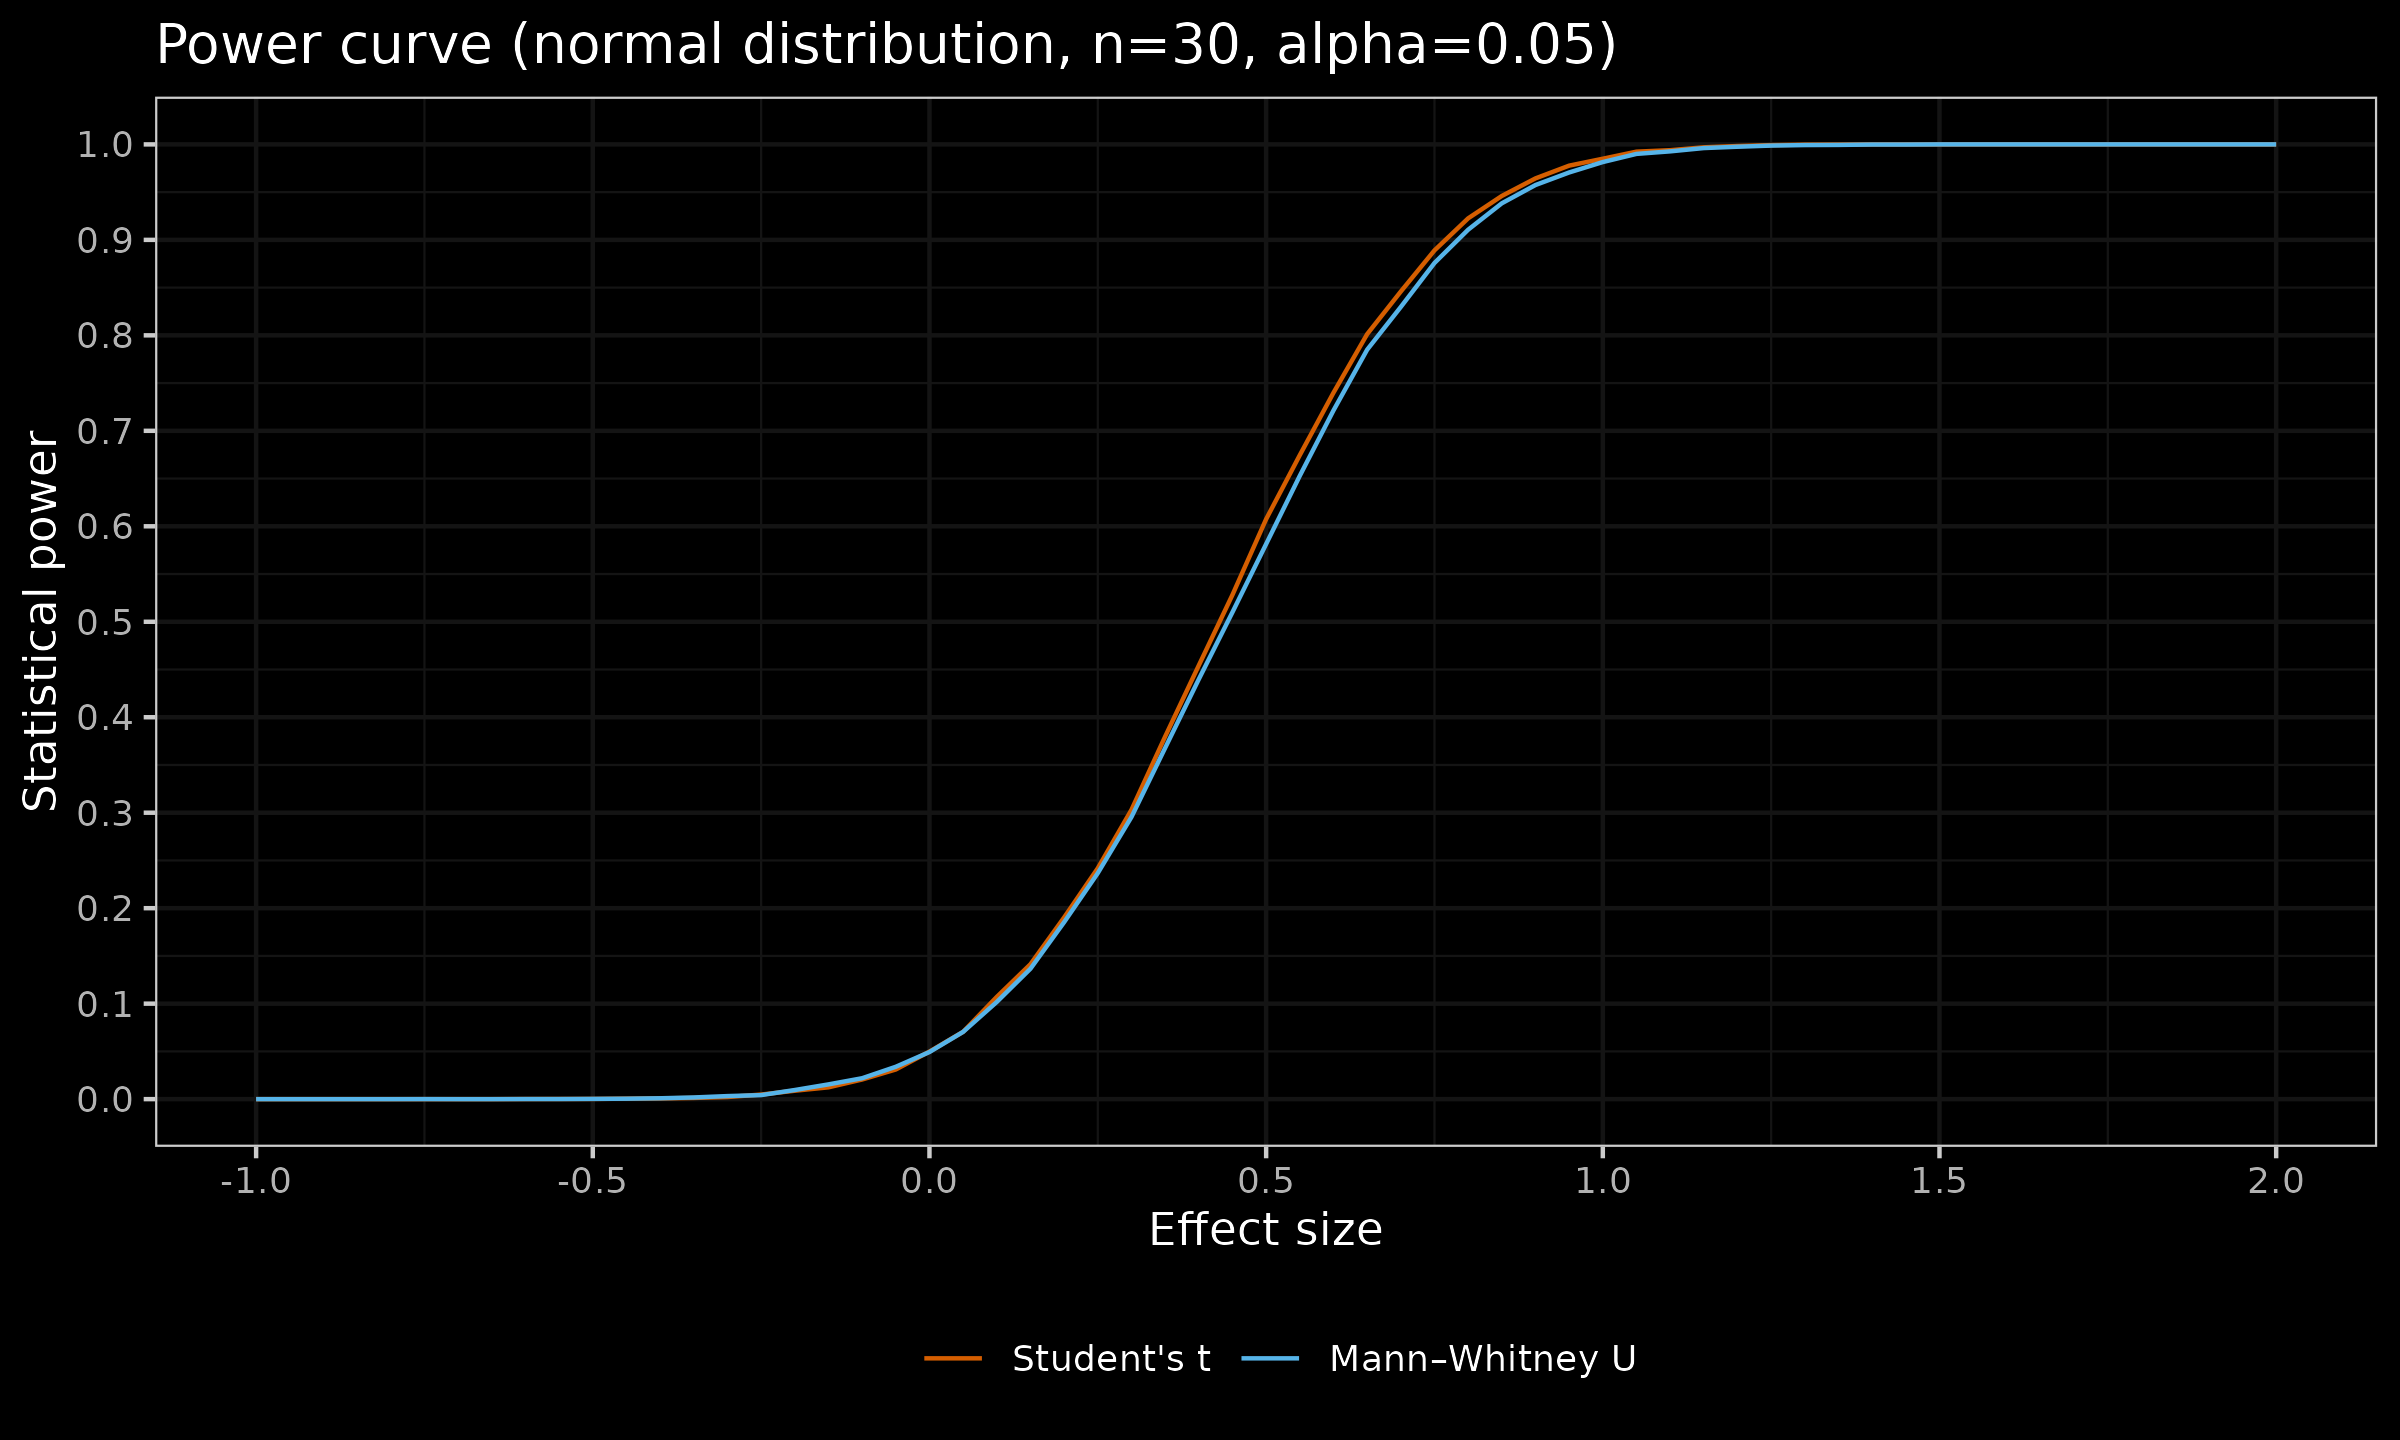 Power curve (normal distribution, n=30, alpha=0.05)
Statistical power
1.0
0.9
0.8
0.7
0.6
0.5
0.4
0.3
0.2
0.1
0.0
-1.0 -0.5 0.0 0.5 1.0 1.5 2.0
Effect size
Student's t Mann–Whitney U